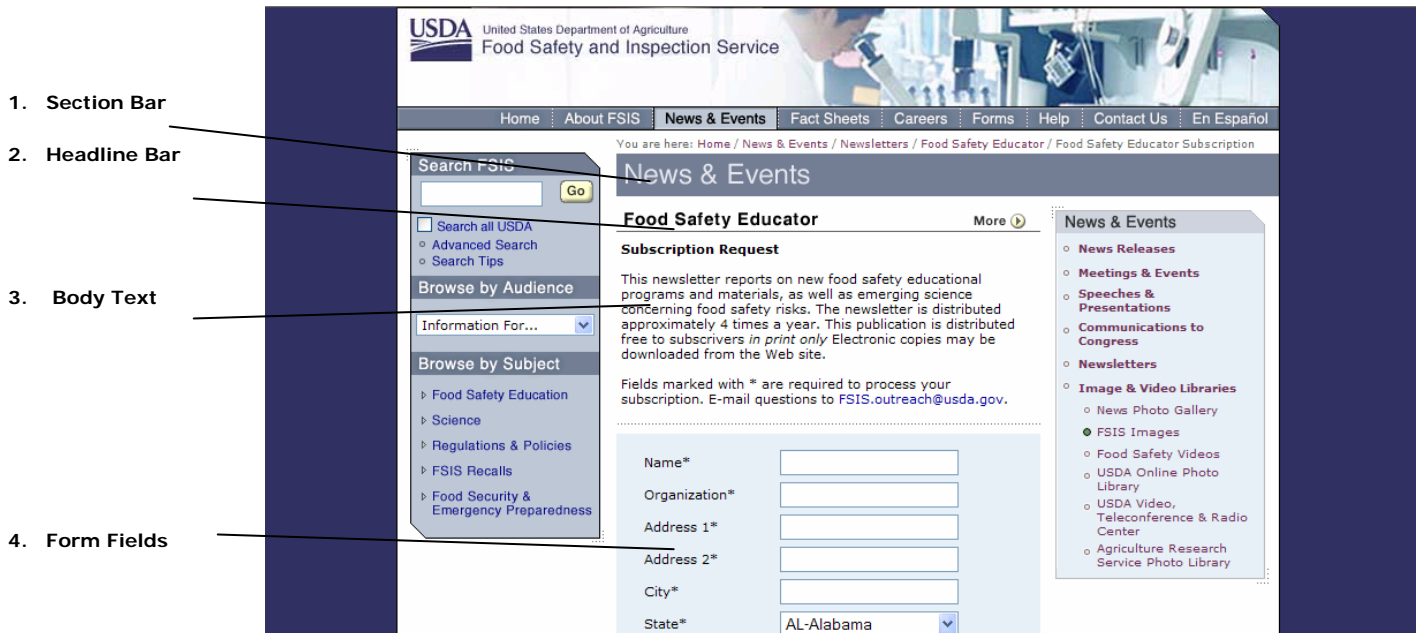 1. Section Bar
2. Headline Bar
3. Body Text
4. Form Fields
USDA
United States Department of Agriculture
Food Safety and Inspection Service
Home About FSIS News & Events Fact Sheets Careers Forms Help Contact Us En Español
You are here: Home / News & Events / Newsletters / Food Safety Educator / Food Safety Educator Subscription
Search FSIS
Go
Search all USDA
Advanced Search
Search Tips
Browse by Audience
Information For...
Browse by Subject
Food Safety Education
Science
Regulations & Policies
FSIS Recalls
Food Security &
Emergency Preparedness
News & Events
Food Safety Educator More
Subscription Request
This newsletter reports on new food safety educational
programs and materials, as well as emerging science
concerning food safety risks. The newsletter is distributed
approximately 4 times a year. This publication is distributed
free to subscrivers in print only Electronic copies may be
downloaded from the Web site.
Fields marked with * are required to process your
subscription. E-mail questions to FSIS.outreach@usda.gov.
Name*
Organization*
Address 1*
Address 2*
City*
State* AL-Alabama
News & Events
News Releases
Meetings & Events
Speeches &
Presentations
Communications to
Congress
Newsletters
Image & Video Libraries
News Photo Gallery
FSIS Images
Food Safety Videos
USDA Online Photo
Library
USDA Video,
Teleconference & Radio
Center
Agriculture Research
Service Photo Library